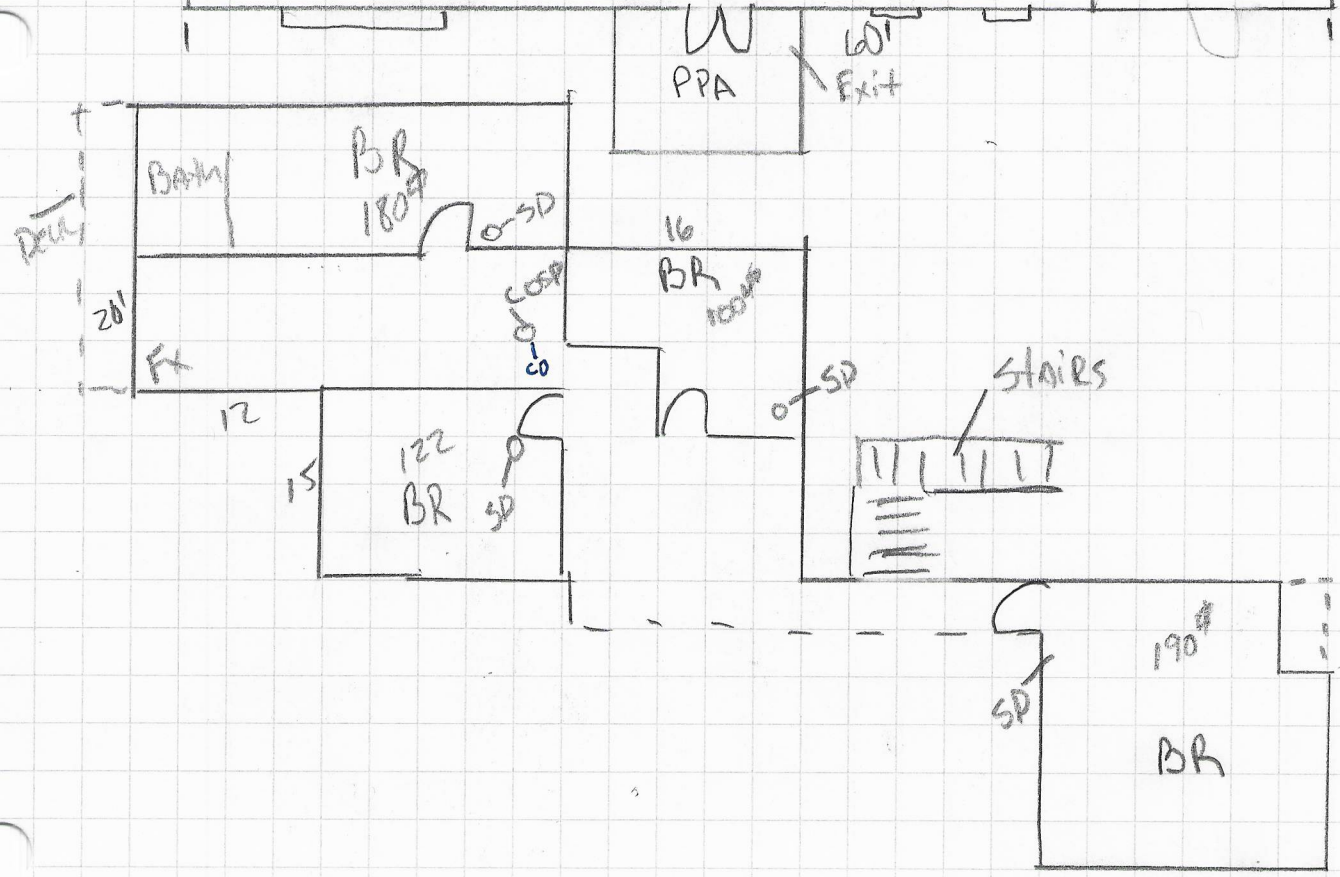 60'
Exit
PPA
BATH
BR
180#
SD
Deck
16
BR
100#
COSD
CO
20'
FX
12
SD
STAIRS
122
BR
15
SD
190#
SD
BR